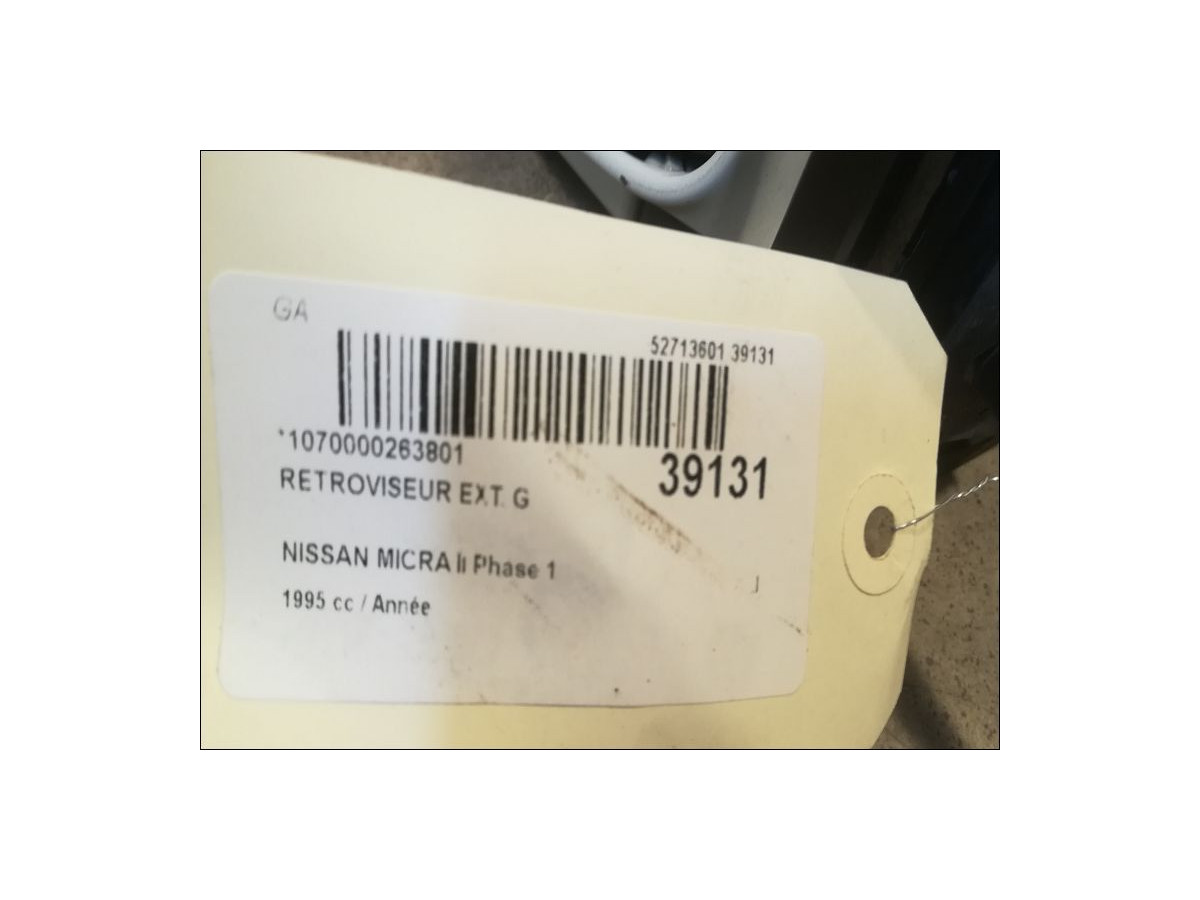 GA
52713601 39131
*1070000263801
39131
RETROVISEUR EXT. G
NISSAN MICRA II Phase 1
1995 cc / Année